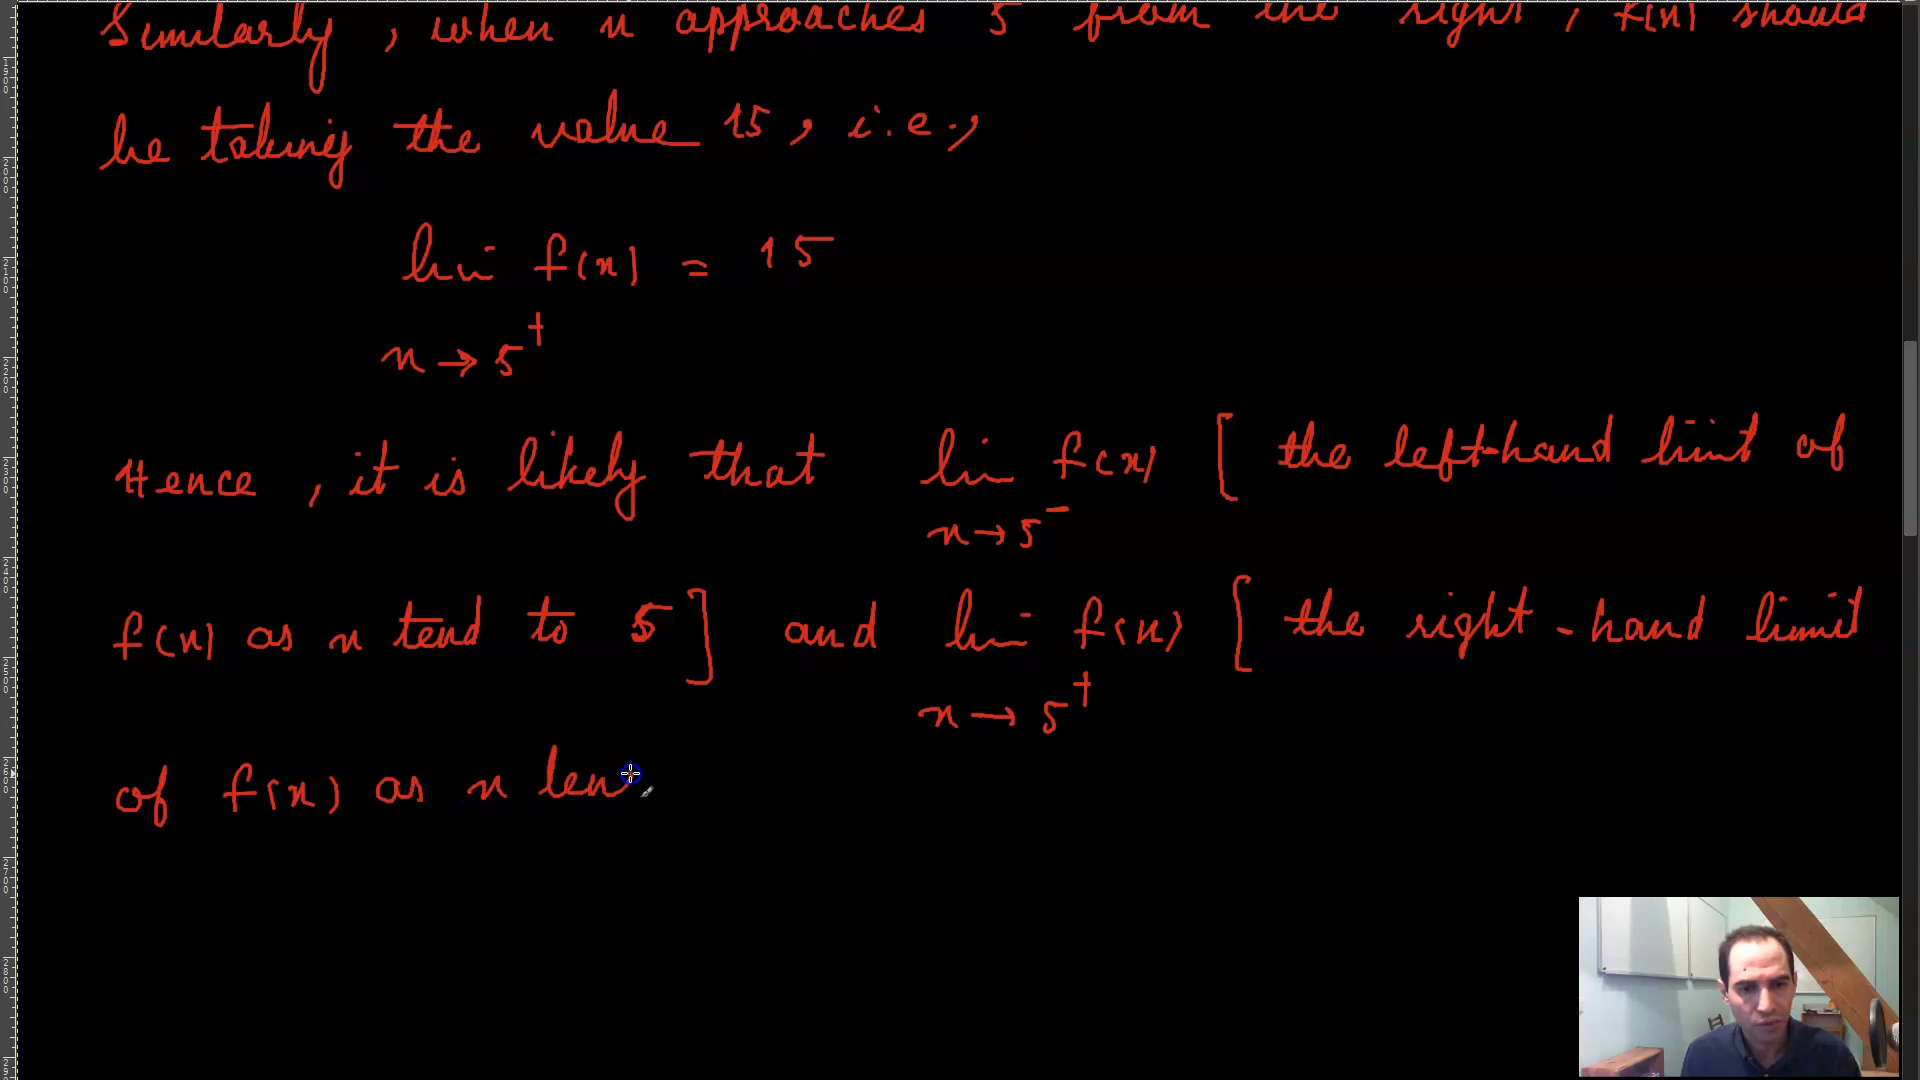 Similarly, when x approaches 5 from the right, f(x) should
be taking the value 15, i.e.,
lim f(x) = 15
x → 5⁺
Hence, it is likely that lim f(x) [ the left-hand limit of
x → 5⁻
f(x) as x tend to 5 ] and lim f(x) [ the right-hand limit
x → 5⁺
of f(x) as x ten